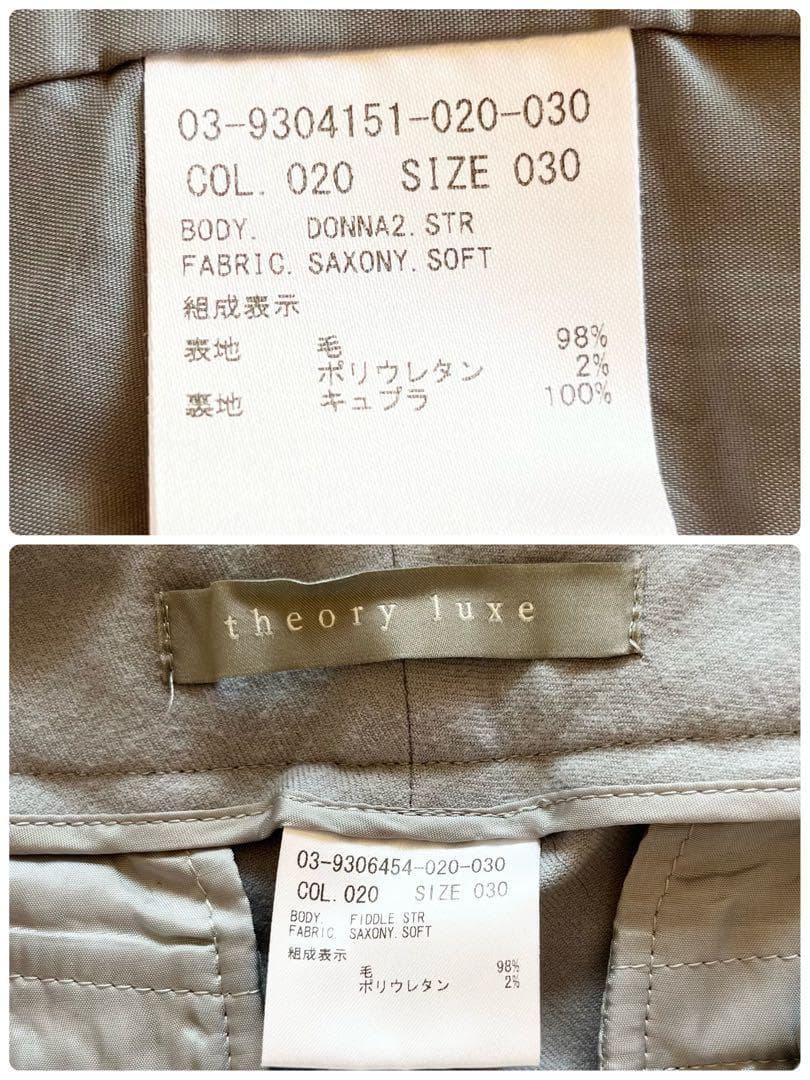 03-9304151-020-030
COL. 020 SIZE 030
BODY. DONNA2. STR
FABRIC. SAXONY. SOFT
組成表示
表地 毛 98%
ポリウレタン 2%
裏地 キュプラ 100%
theory luxe
03-9306454-020-030
COL. 020 SIZE 030
BODY. FIDDLE STR
FABRIC. SAXONY. SOFT
組成表示
毛 98%
ポリウレタン 2%